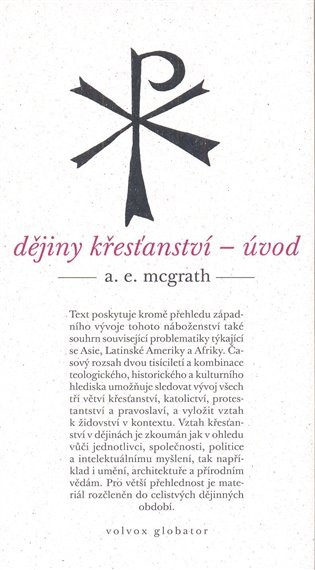 dějiny křesťanství – úvod
a. e. mcgrath
Text poskytuje kromě přehledu západ-
ního vývoje tohoto náboženství také
souhrn související problematiky týkající
se Asie, Latinské Ameriky a Afriky. Ča-
sový rozsah dvou tisíciletí a kombinace
teologického, historického a kulturního
hlediska umožňuje sledovat vývoj všech
tří větví křesťanství, katolictví, protes-
tantství a pravoslaví, a vyložit vztah
k židovství v kontextu. Vztah křesťan-
ství v dějinách je zkoumán jak v ohledu
vůči jednotlivci, společnosti, politice
a intelektuálnímu myšlení, tak napří-
klad i umění, architektuře a přírodním
vědám. Pro větší přehlednost je mate-
riál rozčleněn do celistvých dějinných
období.
volvox globator